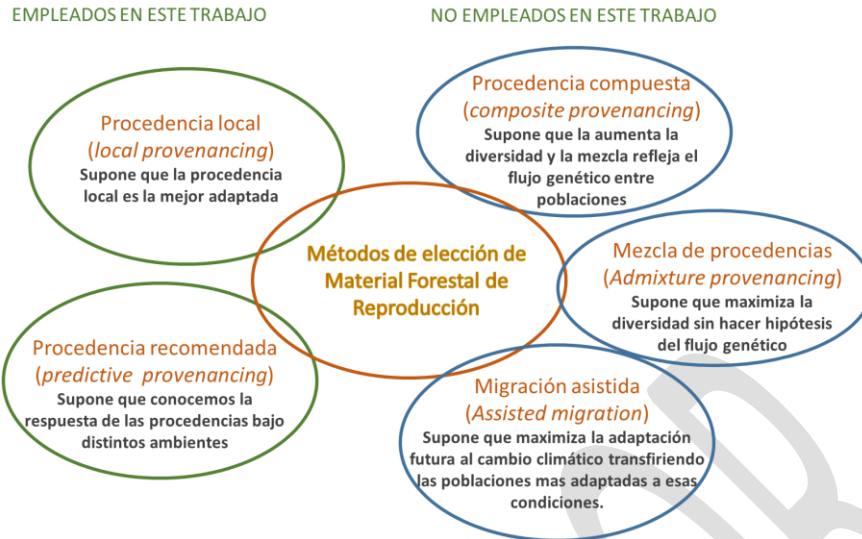 EMPLEADOS EN ESTE TRABAJO
NO EMPLEADOS EN ESTE TRABAJO
Procedencia local
(local provenancing)
Supone que la procedencia
local es la mejor adaptada
Procedencia recomendada
(predictive provenancing)
Supone que conocemos la
respuesta de las procedencias bajo
distintos ambientes
Métodos de elección de
Material Forestal de
Reproducción
Procedencia compuesta
(composite provenancing)
Supone que la aumenta la
diversidad y la mezcla refleja el
flujo genético entre
poblaciones
Mezcla de procedencias
(Admixture provenancing)
Supone que maximiza la
diversidad sin hacer hipótesis
del flujo genético
Migración asistida
(Assisted migration)
Supone que maximiza la adaptación
futura al cambio climático transfiriendo
las poblaciones mas adaptadas a esas
condiciones.